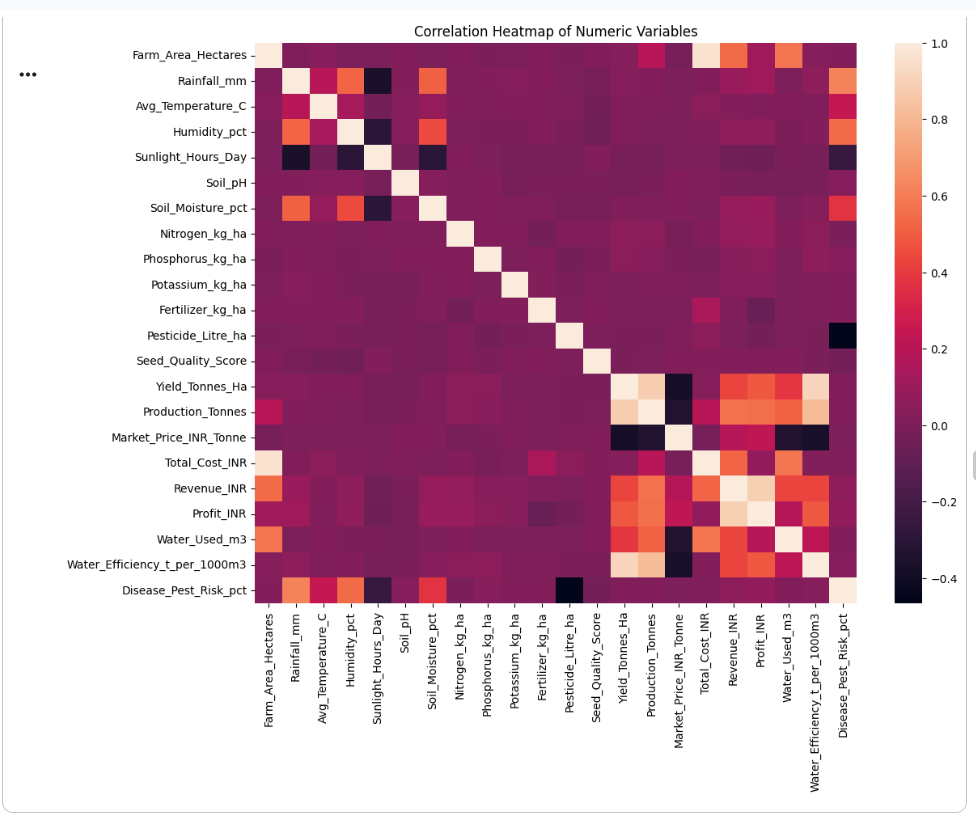 Correlation Heatmap of Numeric Variables
Farm_Area_Hectares
Rainfall_mm
Avg_Temperature_C
Humidity_pct
Sunlight_Hours_Day
Soil_pH
Soil_Moisture_pct
Nitrogen_kg_ha
Phosphorus_kg_ha
Potassium_kg_ha
Fertilizer_kg_ha
Pesticide_Litre_ha
Seed_Quality_Score
Yield_Tonnes_Ha
Production_Tonnes
Market_Price_INR_Tonne
Total_Cost_INR
Revenue_INR
Profit_INR
Water_Used_m3
Water_Efficiency_t_per_1000m3
Disease_Pest_Risk_pct
Farm_Area_Hectares
Rainfall_mm
Avg_Temperature_C
Humidity_pct
Sunlight_Hours_Day
Soil_pH
Soil_Moisture_pct
Nitrogen_kg_ha
Phosphorus_kg_ha
Potassium_kg_ha
Fertilizer_kg_ha
Pesticide_Litre_ha
Seed_Quality_Score
Yield_Tonnes_Ha
Production_Tonnes
Market_Price_INR_Tonne
Total_Cost_INR
Revenue_INR
Profit_INR
Water_Used_m3
Water_Efficiency_t_per_1000m3
Disease_Pest_Risk_pct
1.0
0.8
0.6
0.4
0.2
0.0
−0.2
−0.4